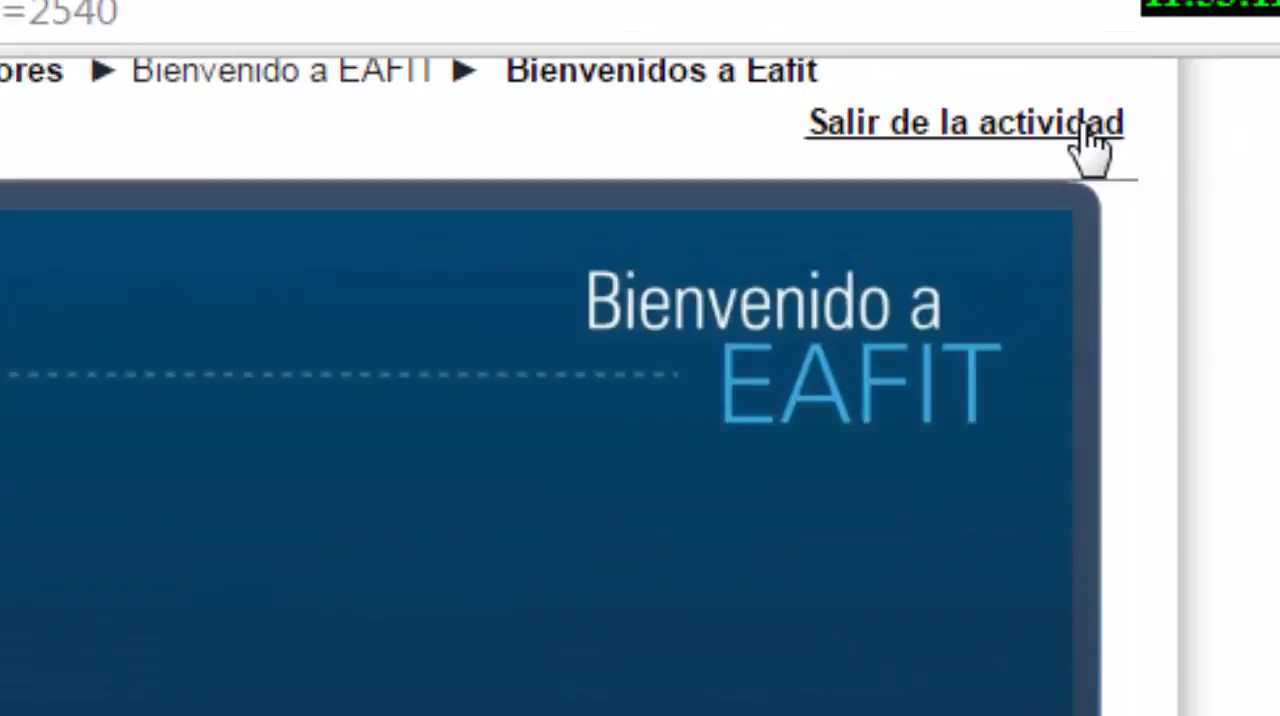 =2540
ores ► Bienvenido a EAFIT ► Bienvenidos a Eafit
Salir de la actividad
Bienvenido a
EAFIT